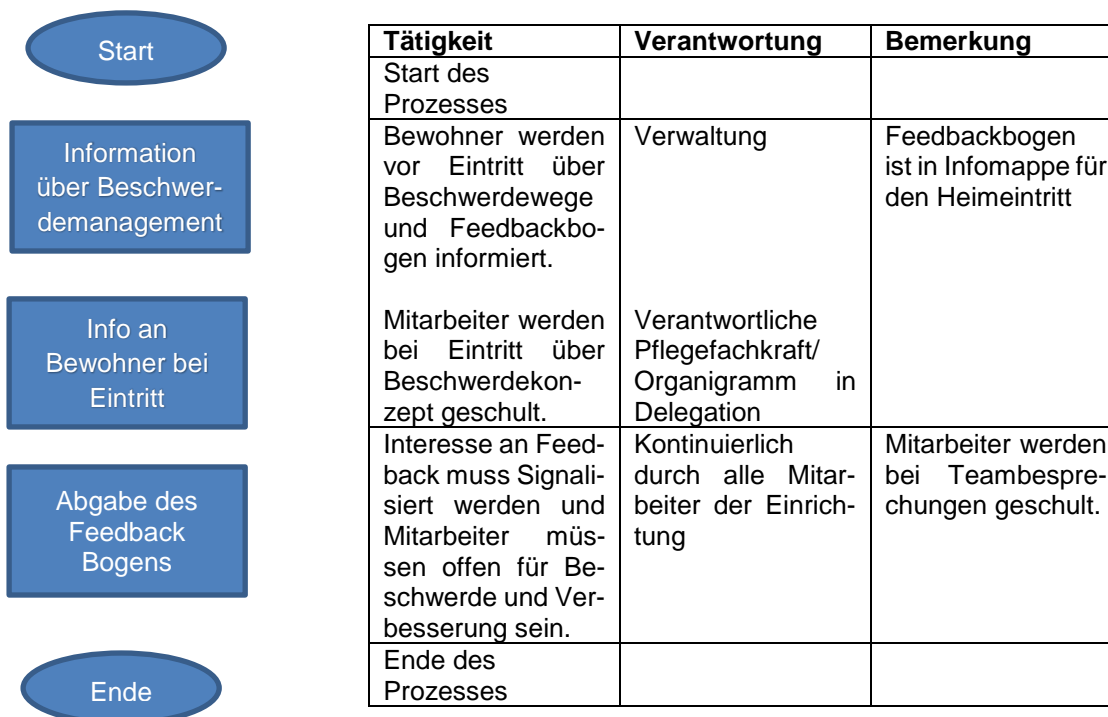 Start
Information
über Beschwer-
demanagement
Info an
Bewohner bei
Eintritt
Abgabe des
Feedback
Bogens
Ende
Tätigkeit Verantwortung Bemerkung
Start des
Prozesses
Bewohner werden
vor Eintritt über
Beschwerdewege
und Feedbackbo-
gen informiert.
Verwaltung
Feedbackbogen
ist in Infomappe für
den Heimeintritt
Mitarbeiter werden
bei Eintritt über
Beschwerdekon-
zept geschult.
Verantwortliche
Pflegefachkraft/
Organigramm in
Delegation
Interesse an Feed-
back muss Signali-
siert werden und
Mitarbeiter müs-
sen offen für Be-
schwerde und Ver-
besserung sein.
Kontinuierlich
durch alle Mitar-
beiter der Einrich-
tung
Mitarbeiter werden
bei Teambespre-
chungen geschult.
Ende des
Prozesses